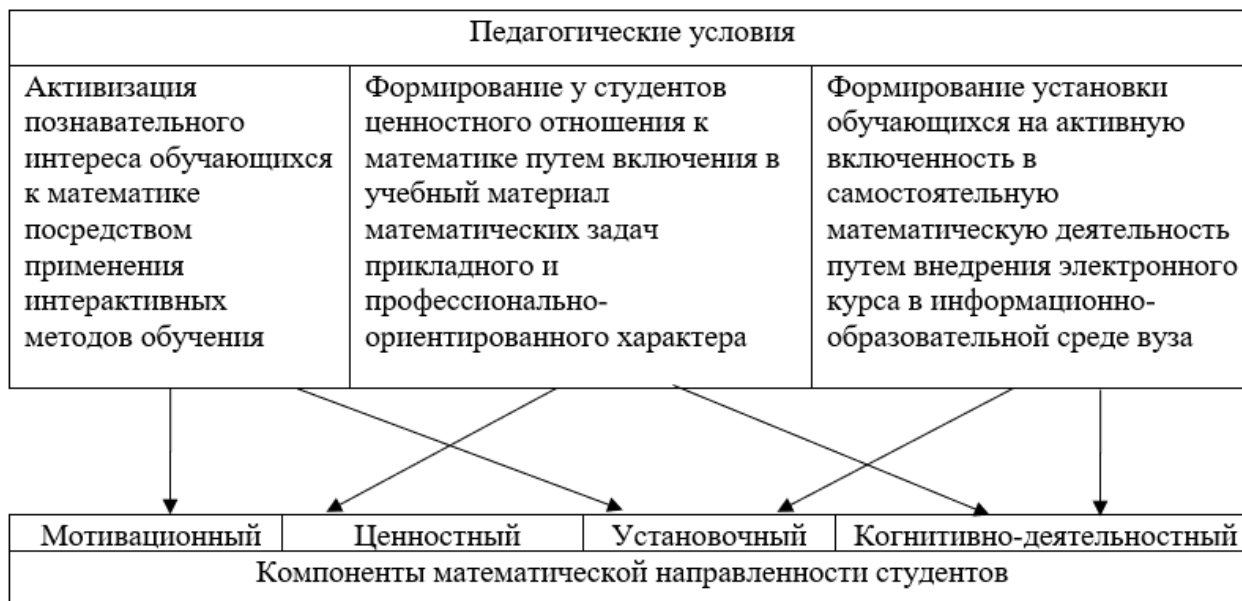 Педагогические условия
Активизация
познавательного
интереса обучающихся
к математике
посредством
применения
интерактивных
методов обучения
Формирование у студентов
ценностного отношения к
математике путем включения в
учебный материал
математических задач
прикладного и
профессионально-
ориентированного характера
Формирование установки
обучающихся на активную
включенность в
самостоятельную
математическую деятельность
путем внедрения электронного
курса в информационно-
образовательной среде вуза
Мотивационный
Ценностный
Установочный
Когнитивно-деятельностный
Компоненты математической направленности студентов